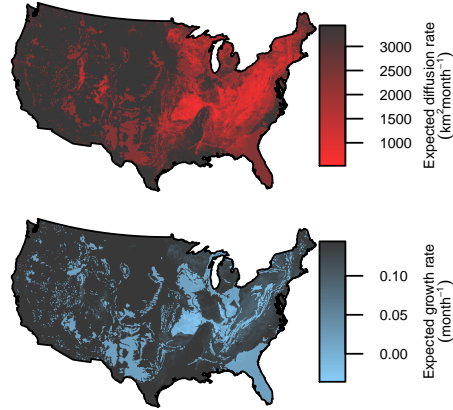 3000
2500
2000
1500
1000
Expected diffusion rate
(km²month⁻¹)
0.10
0.05
0.00
Expected growth rate
(month⁻¹)